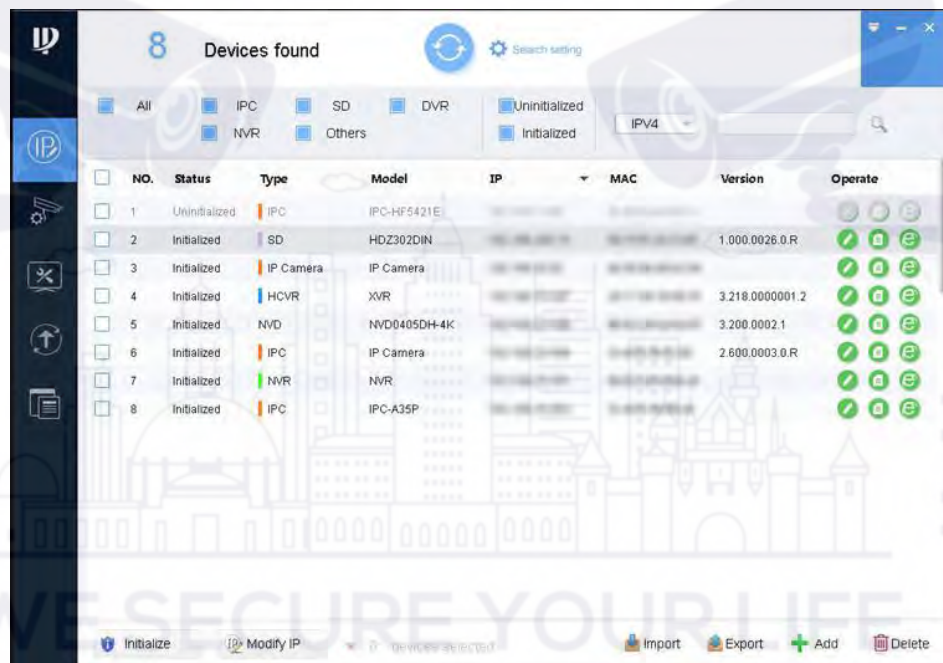 8 Devices found Search setting
All IPC SD DVR Uninitialized
NVR Others Initialized
IPV4
NO. Status Type Model IP MAC Version Operate
1 Uninitialized IPC IPC-HF5421E
2 Initialized SD HDZ302DIN 1.000.0026.0.R
3 Initialized IP Camera IP Camera
4 Initialized HCVR XVR 3.218.0000001.2
5 Initialized NVD NVD0405DH-4K 3.200.0002.1
6 Initialized IPC IP Camera 2.600.0003.0.R
7 Initialized NVR NVR
8 Initialized IPC IPC-A35P
WE SECURE YOUR LIFE
Initialize Modify IP 0 devices selected Import Export Add Delete